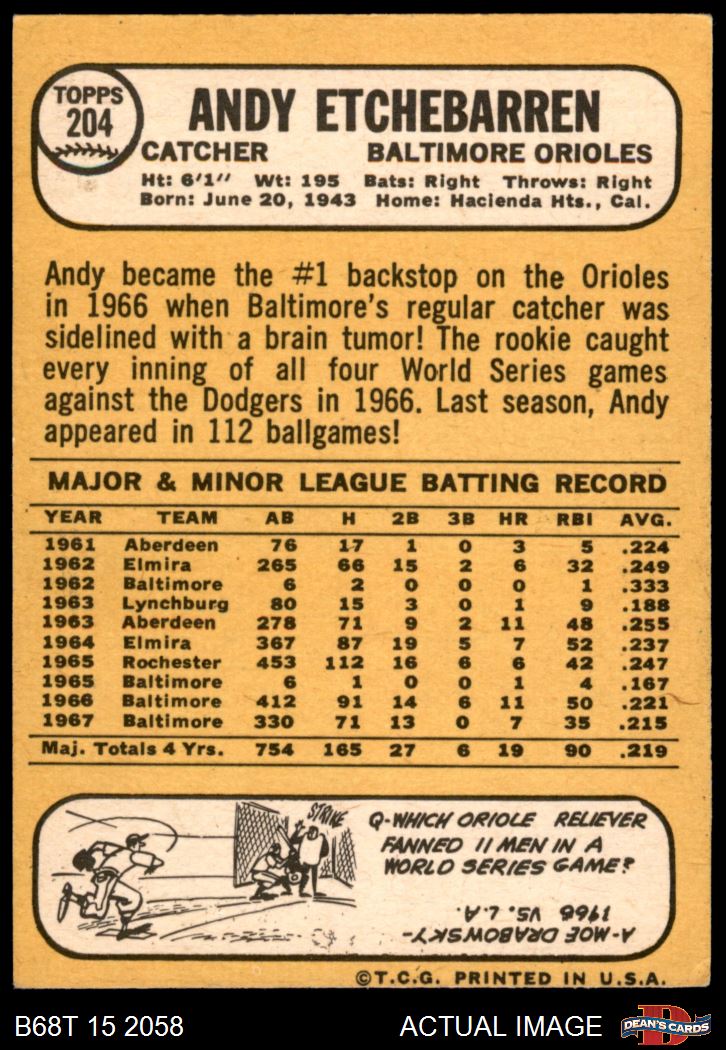 TOPPS
204
ANDY ETCHEBARREN
CATCHER BALTIMORE ORIOLES
Ht: 6'1" Wt: 195 Bats: Right Throws: Right
Born: June 20, 1943 Home: Hacienda Hts., Cal.
Andy became the #1 backstop on the Orioles
in 1966 when Baltimore's regular catcher was
sidelined with a brain tumor! The rookie caught
every inning of all four World Series games
against the Dodgers in 1966. Last season, Andy
appeared in 112 ballgames!
MAJOR & MINOR LEAGUE BATTING RECORD
YEAR TEAM AB H 2B 3B HR RBI AVG.
1961 Aberdeen 76 17 1 0 3 5 .224
1962 Elmira 265 66 15 2 6 32 .249
1962 Baltimore 6 2 0 0 0 1 .333
1963 Lynchburg 80 15 3 0 1 9 .188
1963 Aberdeen 278 71 9 2 11 48 .255
1964 Elmira 367 87 19 5 7 52 .237
1965 Rochester 453 112 16 6 6 42 .247
1965 Baltimore 6 1 0 0 1 4 .167
1966 Baltimore 412 91 14 6 11 50 .221
1967 Baltimore 330 71 13 0 7 35 .215
Maj. Totals 4 Yrs. 754 165 27 6 19 90 .219
STRIKE
Q-WHICH ORIOLE RELIEVER
FANNED 11 MEN IN A
WORLD SERIES GAME?
A-MOE DRABOWSKY-
1966 VS. L.A.
©T.C.G. PRINTED IN U.S.A.
B68T 15 2058 ACTUAL IMAGE
D
DEAN'S CARDS